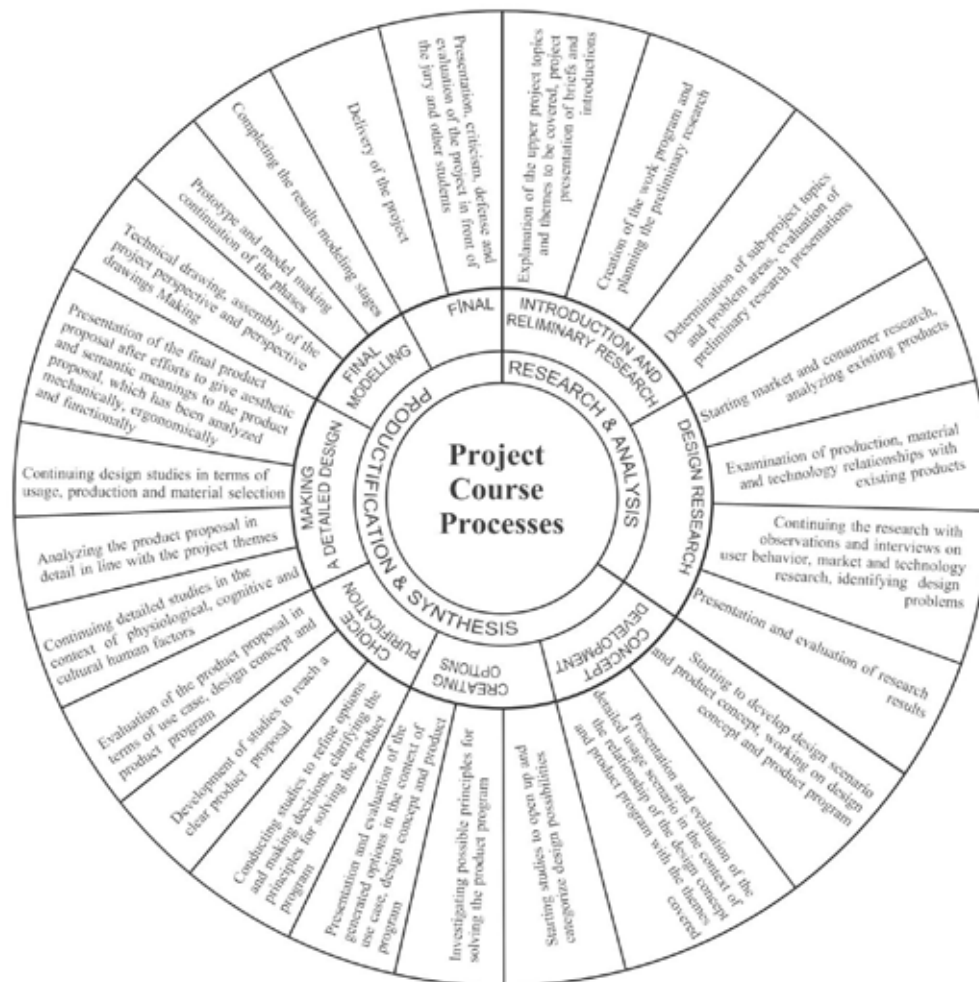 Project
Course
Processes
RESEARCH & ANALYSIS
PRODUCTIFICATION & SYNTHESIS
INTRODUCTION AND
RELIMINARY RESEARCH
DESIGN RESEARCH
CONCEPT
DEVELOPMENT
CREATING
OPTIONS
CHOICE
PURIFICATION
MAKING
A DETAILED DESIGN
FİNAL
MODELLING
FİNAL
Explanation of the upper project topics
and themes to be covered, project
presentation of briefs and
introductions
Creation of the work program and
planning the preliminary research
Determination of sub-project topics
and problem areas, evaluation of
preliminary research presentations
Starting market and consumer research,
analyzing existing products
Examination of production, material
and technology relationships with
existing products
Continuing the research with
observations and interviews on
user behavior, market and technology
research, identifying design
problems
Presentation and evaluation of research
results
Starting to develop design scenario
and product concept, working on design
concept and product program
Presentation and evaluation of the
detailed usage scenario in the context of
the relationship of the design concept
and product program with the themes
covered
Starting studies to open up and
categorize design possibilities
Investigating possible principles for
solving the product program
Presentation and evaluation of the
generated options in the context of
use case, design concept and product
program
Conducting studies to refine options
and making decisions, clarifying the
principles for solving the product
program
Development of studies to reach a
clear product proposal
Evaluation of the product proposal in
terms of use case, design concept and
product program
Continuing detailed studies in the
context of physiological, cognitive and
cultural human factors
Analyzing the product proposal in
detail in line with the project themes
Continuing design studies in terms of
usage, production and material selection
Presentation of the final product
proposal after efforts to give aesthetic
and semantic meanings to the product
proposal, which has been analyzed
mechanically, ergonomically
and functionally
Technical drawing, assembly of the
project perspective and perspective
drawings Making
Prototype and model making
continuation of the phases
Completing the results modeling stages
Delivery of the project
Presentation, criticism, defense and
evaluation of the project in front of
the jury and other students